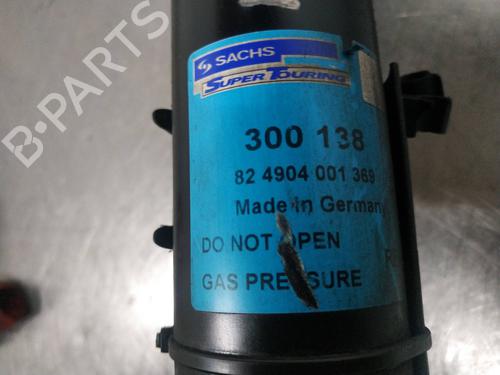 B-PARTS
SACHS
SUPER TOURING
300 138
82 4904 001 369
Made in Germany
DO NOT OPEN
GAS PRESSURE